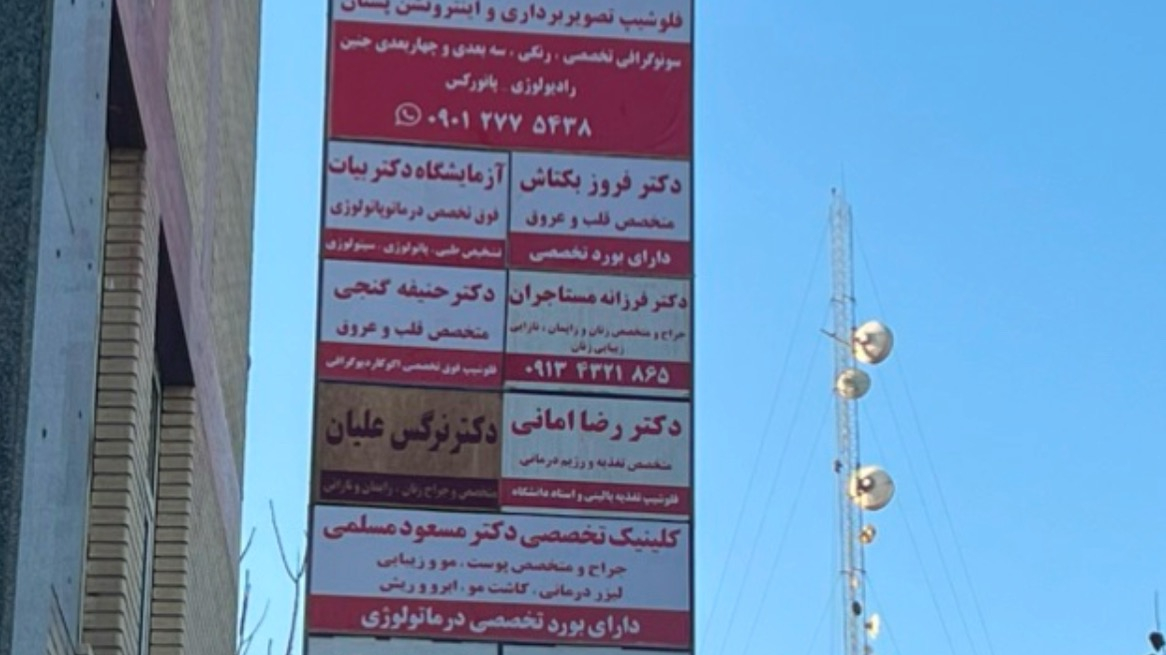 فلوشیپ تصویربرداری و اینترونشن پستان
سونوگرافی تخصصی ، رنگی ، سه بعدی و چهاربعدی جنین
رادیولوژی _ پانورکس
۰۹۰۱ ۲۷۷ ۵۴۳۸
دکتر فروز بکتاش
متخصص قلب و عروق
دارای بورد تخصصی
آزمایشگاه دکتر بیات
فوق تخصص درماتوپاتولوژی
تشخیص طبی ـ پاتولوژی ـ سیتولوژی
دکتر فرزانه مستاجران
جراح و متخصص زنان و زایمان ، نازایی
زیبایی زنان
۰۹۱۳ ۴۳۲۱ ۸۶۵
دکتر حنیفه گنجی
متخصص قلب و عروق
فلوشیپ فوق تخصصی اکوکاردیوگرافی
دکتر رضا امانی
متخصص تغذیه و رژیم درمانی
فلوشیپ تغذیه بالینی و استاد دانشگاه
دکتر نرگس علیان
متخصص و جراح زنان ، زایمان و نازایی
کلینیک تخصصی دکتر مسعود مسلمی
جراح و متخصص پوست ، مو و زیبایی
لیزر درمانی ، کاشت مو ، ابرو و ریش
دارای بورد تخصصی درماتولوژی